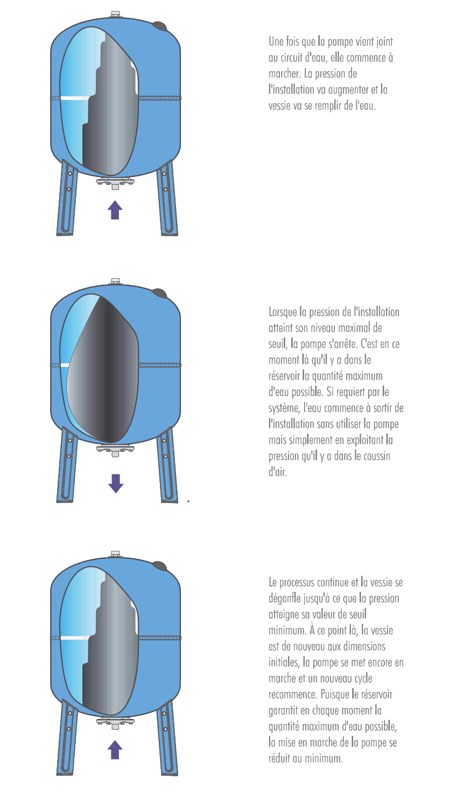 Une fois que la pompe vient joint
au circuit d'eau, elle commence à
marcher. La pression de
l'installation va augmenter et la
vessie va se remplir de l'eau.
Lorsque la pression de l'installation
atteint son niveau maximal de
seuil, la pompe s'arrête. C'est en ce
moment là qu'il y a dans le
réservoir la quantité maximum
d'eau possible. Si requiert par le
système, l'eau commence à sortir de
l'installation sans utiliser la pompe
mais simplement en exploitant la
pression qu'il y a dans le coussin
d'air.
Le processus continue et la vessie se
dégonfle jusqu'à ce que la pression
atteigne sa valeur de seuil
minimum. À ce point là, la vessie
est de nouveau aux dimensions
initiales, la pompe se met encore en
marche et un nouveau cycle
recommence. Puisque le réservoir
garantit en chaque moment la
quantité maximum d'eau possible,
la mise en marche de la pompe se
réduit au minimum.